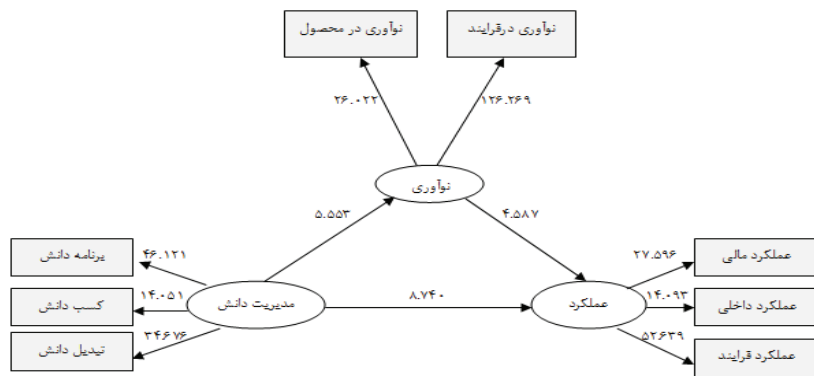 نوآوری در محصول
نوآوری درقرایند
۲۶.۰۲۲
۱۲۶.۲۶۹
نوآوری
۵.۵۵۳
۴.۵۸۷
برنامه دانش
۴۶.۱۲۱
۲۷.۵۹۶
عملکرد مالی
کسب دانش
۱۴.۰۵۱
مدیریت دانش
۸.۷۴۰
عملکرد
۱۴.۰۹۳
عملکرد داخلی
تبدیل دانش
۳۴۶۷۶
۵۲۶۳۹
عملکرد قرایند